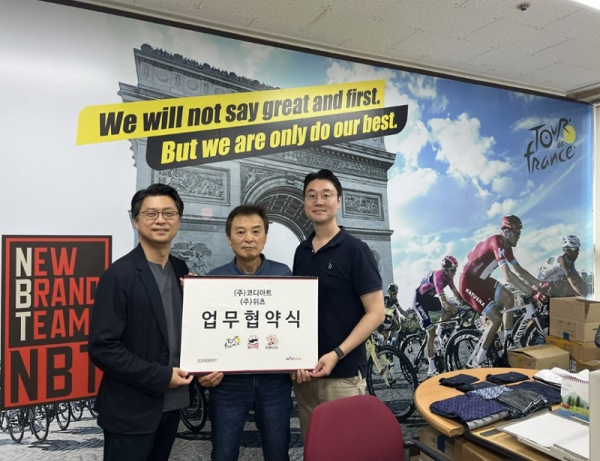 We will not say great and first.
But we are only do our best.
TOUR de france
NEW
BRAND
TEAM
NBT
(주)코디아트
(주)위츠
업무협약식